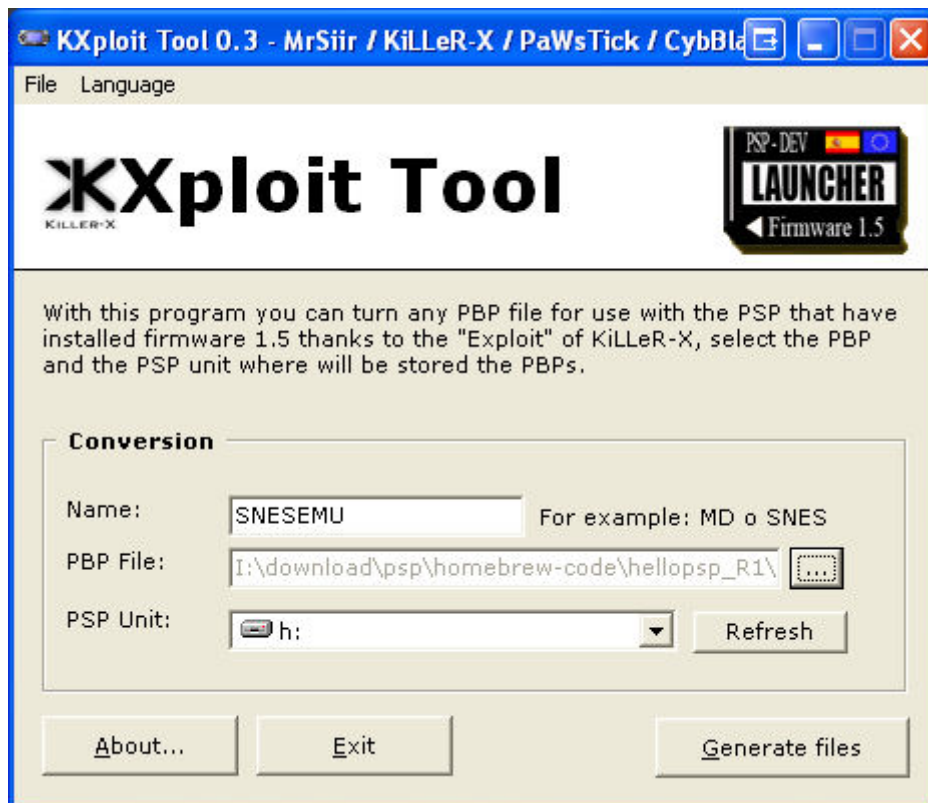 KXploit Tool 0.3 - MrSiir / KiLLeR-X / PaWsTick / CybBla
File Language
KXploit Tool
KiLLER-X
PSP-DEV
LAUNCHER
Firmware 1.5
With this program you can turn any PBP file for use with the PSP that have
installed firmware 1.5 thanks to the "Exploit" of KiLLeR-X, select the PBP
and the PSP unit where will be stored the PBPs.
Conversion
Name: SNESEMU For example: MD o SNES
PBP File: I:\download\psp\homebrew-code\hellopsp_R1\ ...
PSP Unit: h: Refresh
About... Exit Generate files